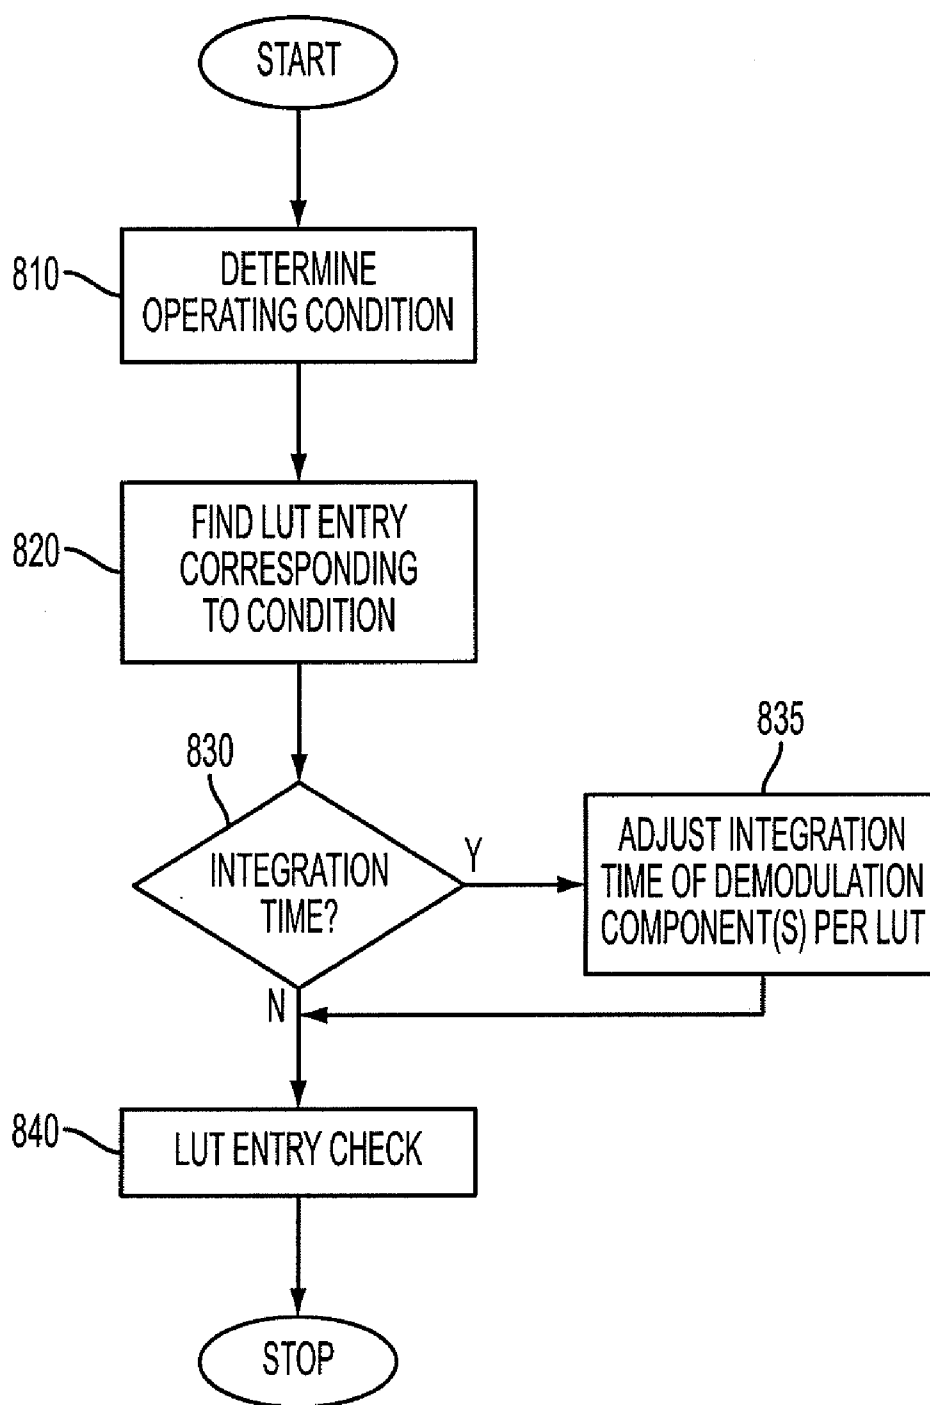 START
810
DETERMINE
OPERATING CONDITION
820
FIND LUT ENTRY
CORRESPONDING
TO CONDITION
830
INTEGRATION
TIME?
Y
835
ADJUST INTEGRATION
TIME OF DEMODULATION
COMPONENT(S) PER LUT
N
840
LUT ENTRY CHECK
STOP